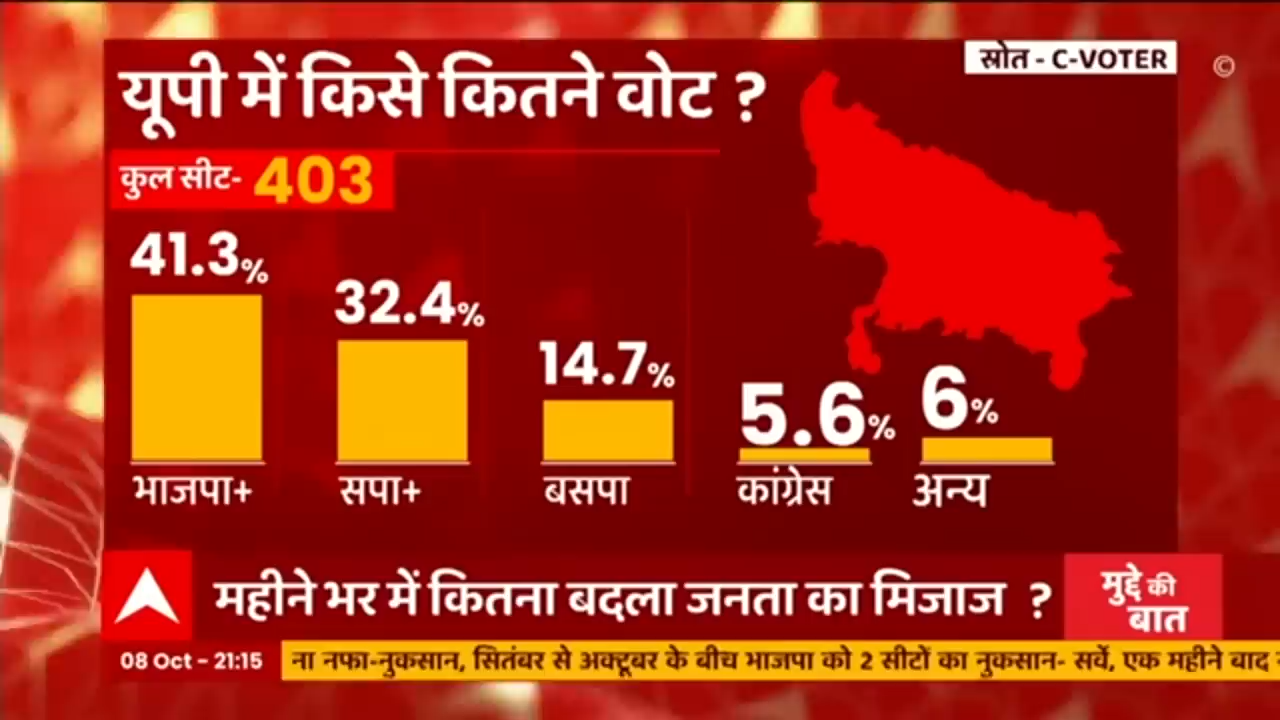 स्रोत - C-VOTER
©
यूपी में किसे कितने वोट ?
कुल सीट- 403
41.3%
32.4%
14.7%
5.6%
6%
भाजपा+
सपा+
बसपा
कांग्रेस
अन्य
महीने भर में कितना बदला जनता का मिजाज ?
मुद्दे की
बात
08 Oct - 21:15
ना नफा-नुकसान, सितंबर से अक्टूबर के बीच भाजपा को 2 सीटों का नुकसान- सर्वे, एक महीने बाद